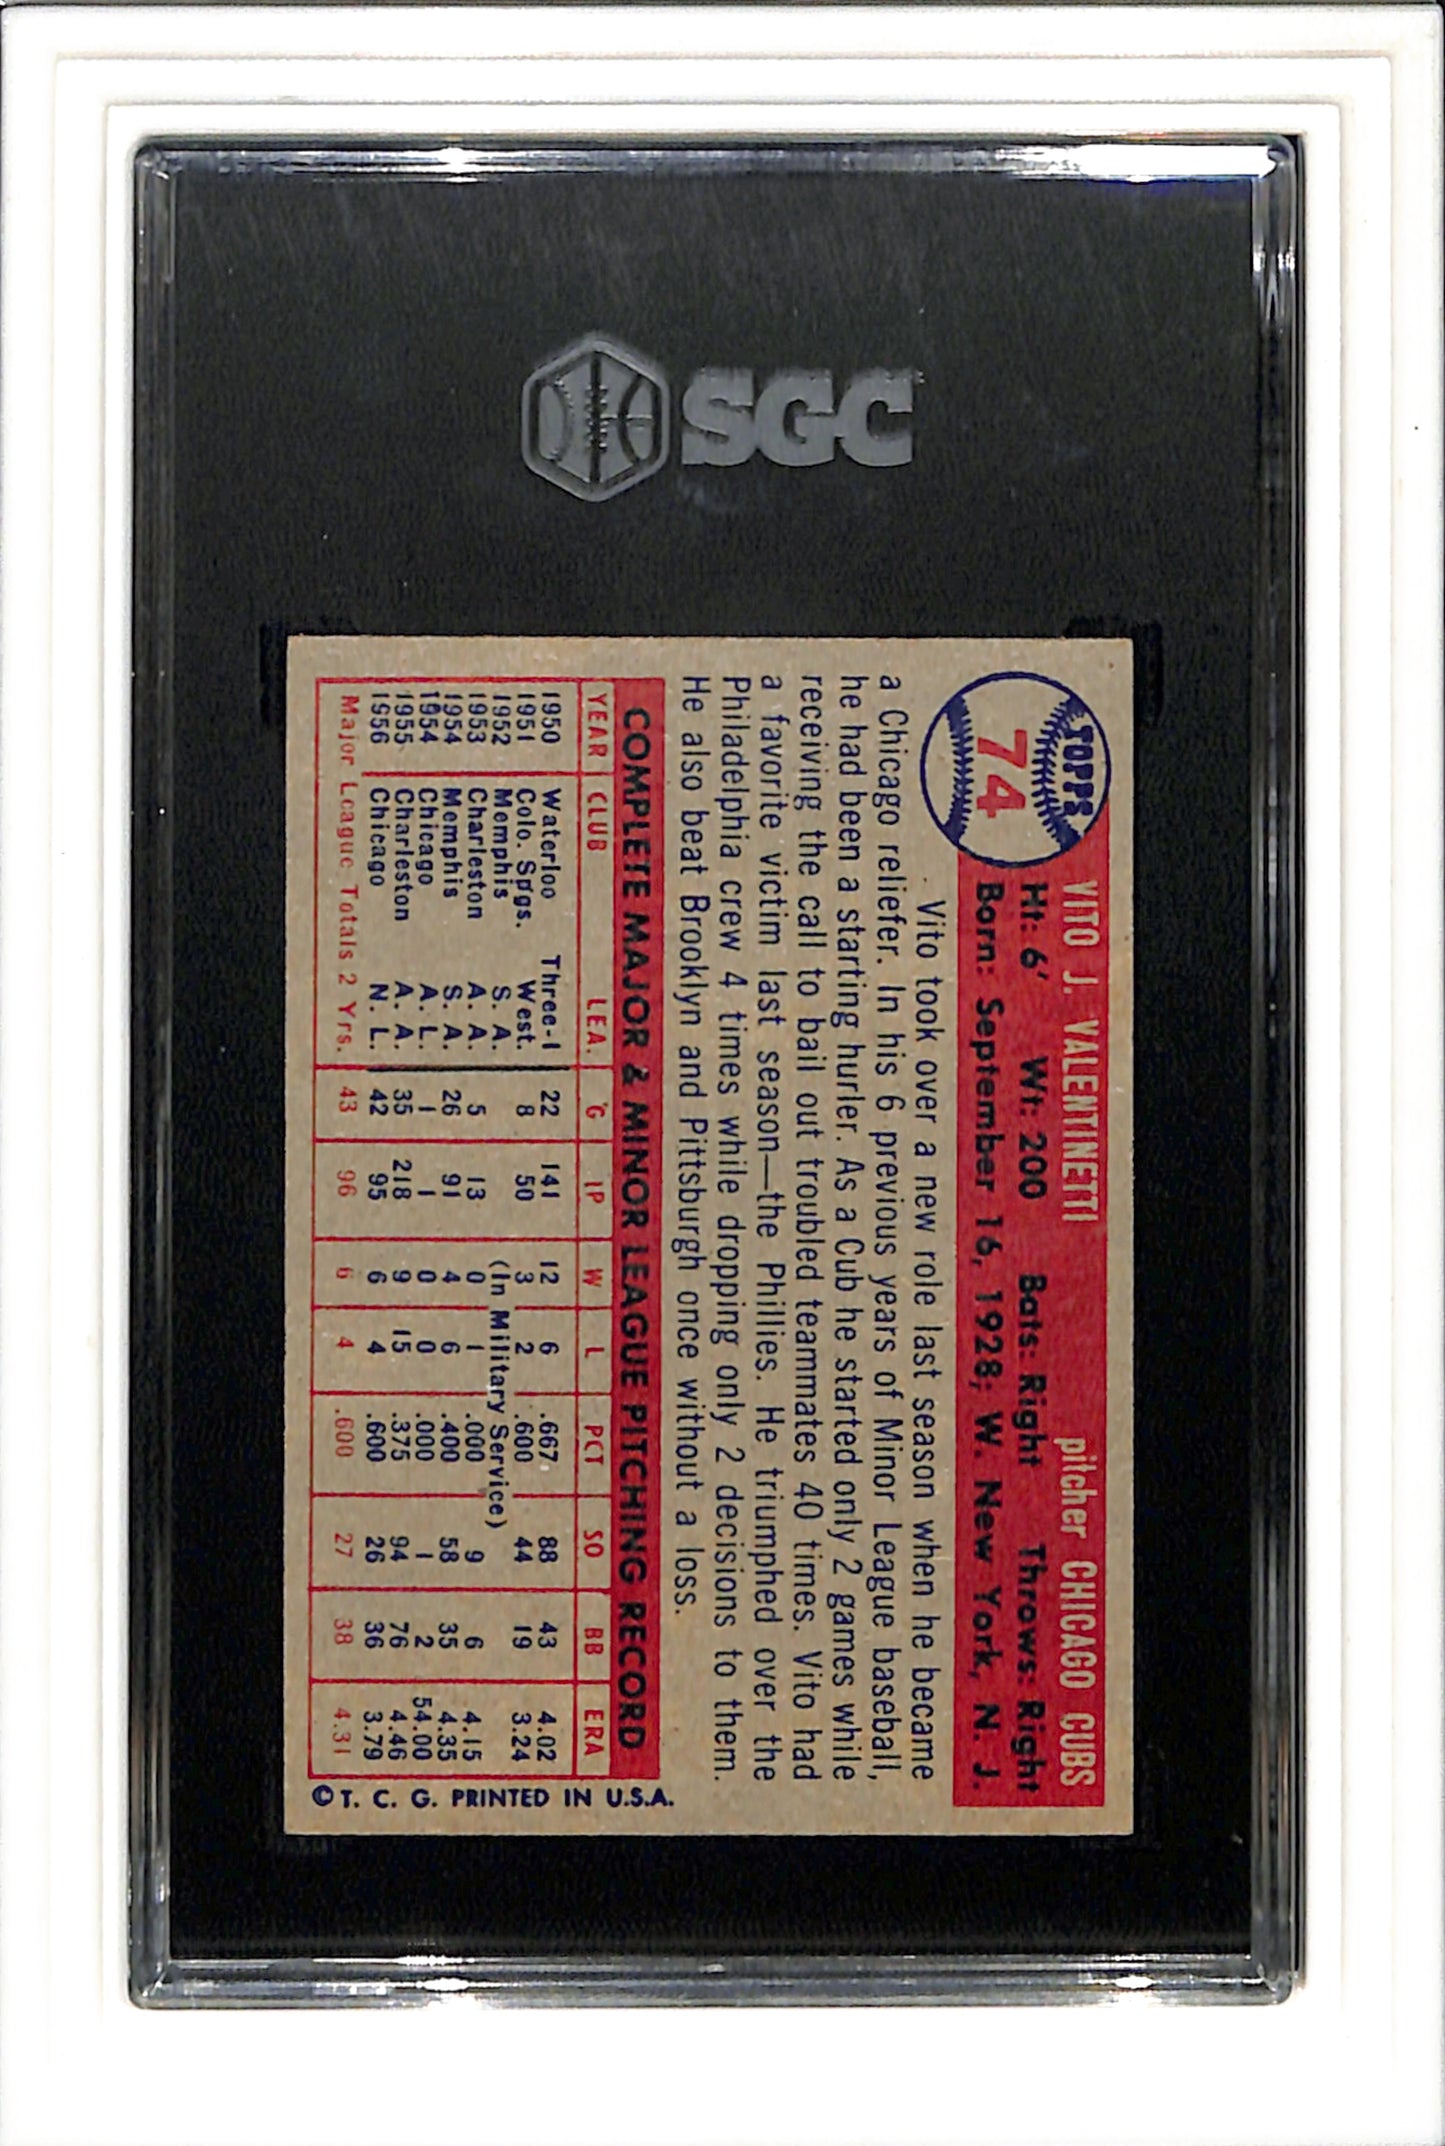 SGC
TOPPS
74
VITO J. VALENTINETTI pitcher CHICAGO CUBS
Ht: 6' Wt: 200 Bats: Right Throws: Right
Born: September 16, 1928; W. New York, N. J.
Vito took over a new role last season when he became
a Chicago reliefer. In his 6 previous years of Minor League baseball,
he had been a starting hurler. As a Cub he started only 2 games while
receiving the call to bail out troubled teammates 40 times. Vito had
a favorite victim last season—the Phillies. He triumphed over the
Philadelphia crew 4 times while dropping only 2 decisions to them.
He also beat Brooklyn and Pittsburgh once without a loss.
COMPLETE MAJOR & MINOR LEAGUE PITCHING RECORD
YEAR CLUB LEA. G IP W L PCT SO BB ERA
1950 Waterloo Three-I 22 141 12 6 .667 88 43 4.02
1951 Colo. Spgs. West. 8 50 3 2 .600 44 19 3.24
1952 Memphis S. A. (In Military Service)
1953 Charleston A. A. 5 13 0 1 .000 9 6 4.15
1954 Memphis S. A. 26 91 4 6 .400 58 35 4.35
1954 Chicago A. L. 1 1 0 0 .000 1 2 54.00
1955 Charleston A. A. 35 218 9 15 .375 94 76 4.46
1956 Chicago N. L. 42 95 6 4 .600 26 36 3.79
Major League Totals 2 Yrs. 43 96 6 4 .600 27 38 4.31
© T. C. G. PRINTED IN U.S.A.